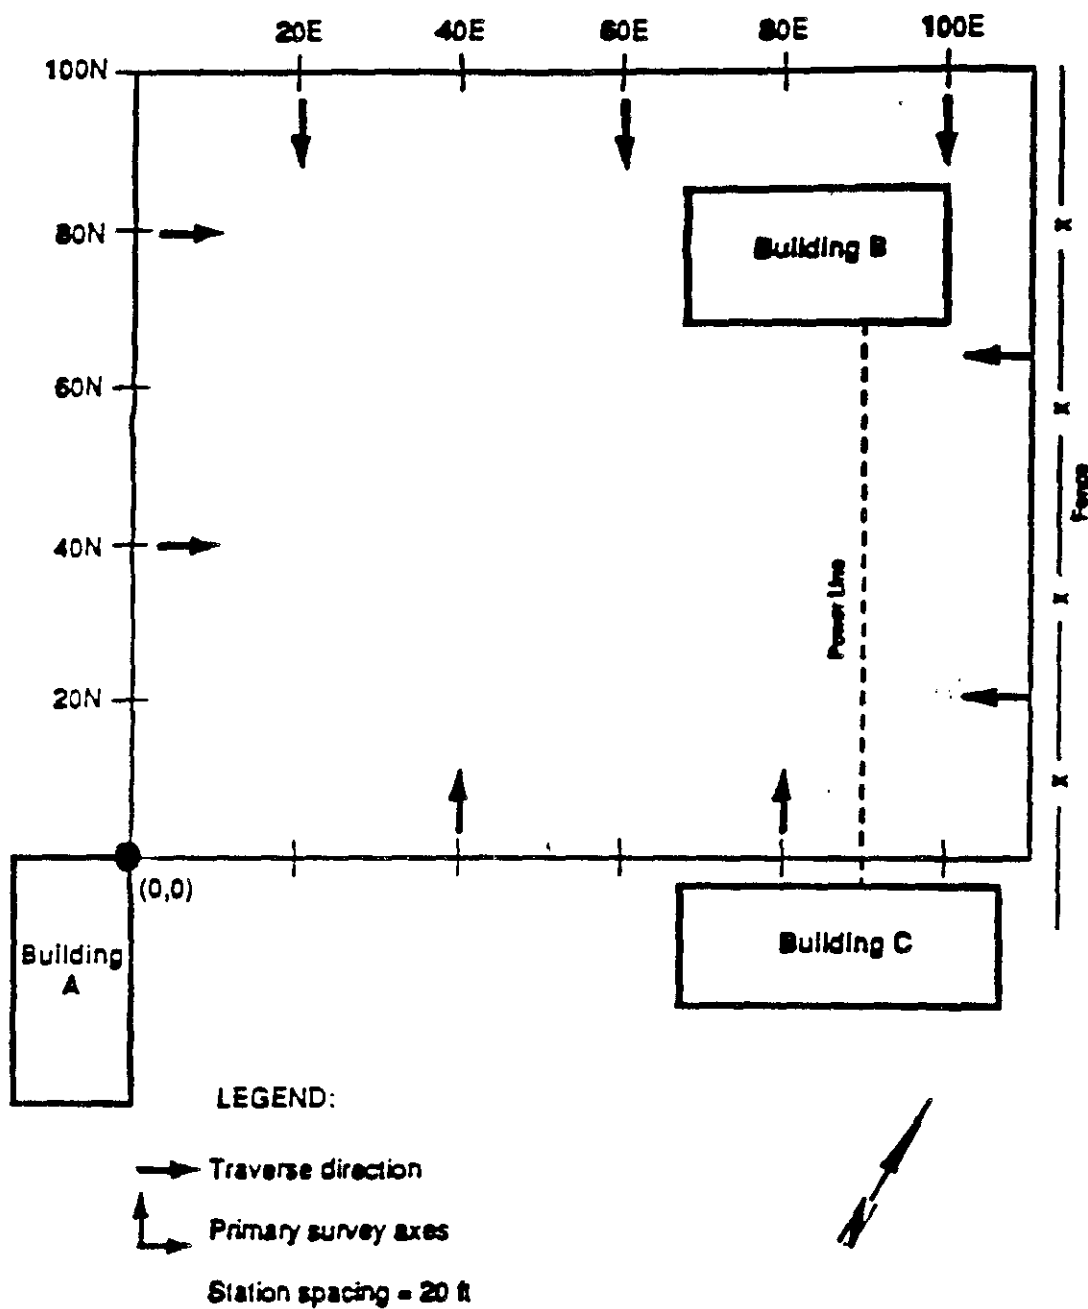 20E 40E 60E 80E 100E
100N
80N
Building B
60N
Fence
40N
Power Line
20N
(0,0)
Building
A
Building C
LEGEND:
Traverse direction
Primary survey axes
Station spacing = 20 ft
N
X
X
X
X